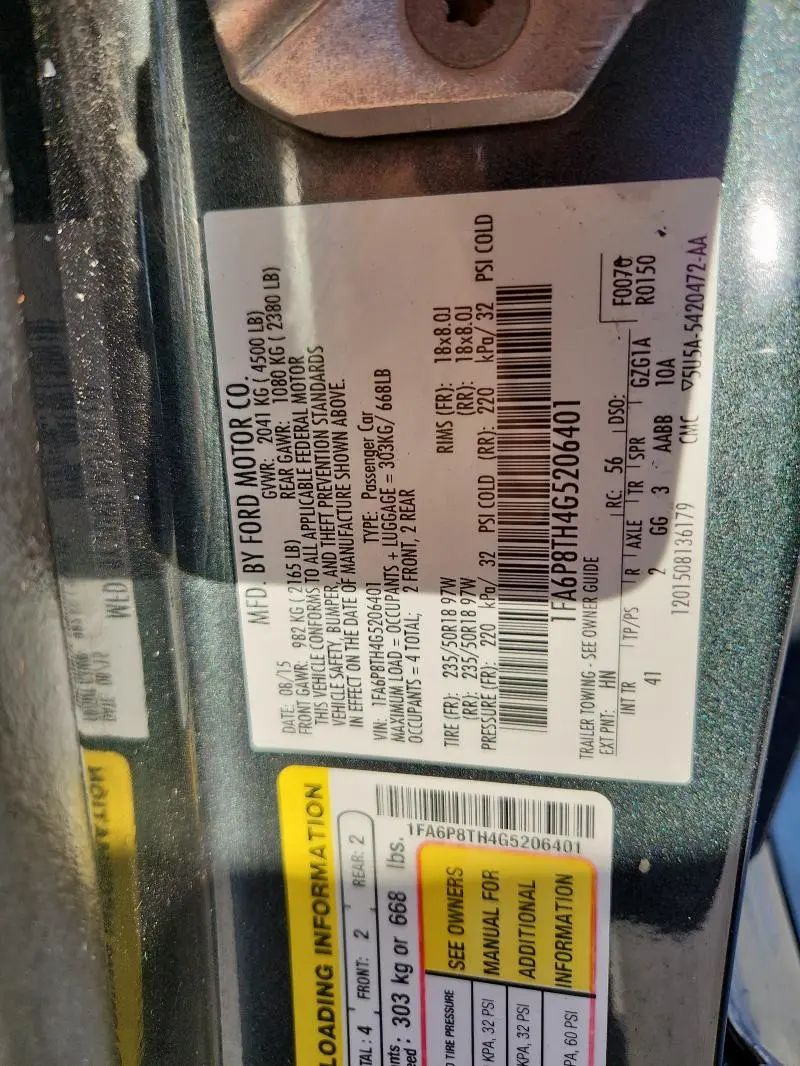 MFD. BY FORD MOTOR CO.
DATE: 08/15 GVWR: 2041 KG ( 4500 LB)
FRONT GAWR: 982 KG ( 2165 LB) REAR GAWR: 1080 KG ( 2380 LB)
THIS VEHICLE CONFORMS TO ALL APPLICABLE FEDERAL MOTOR
VEHICLE SAFETY, BUMPER, AND THEFT PREVENTION STANDARDS
IN EFFECT ON THE DATE OF MANUFACTURE SHOWN ABOVE.
VIN: 1FA6P8TH4G5206401 TYPE: Passenger Car
MAXIMUM LOAD = OCCUPANTS + LUGGAGE = 303KG/ 668LB
OCCUPANTS = 4 TOTAL; 2 FRONT, 2 REAR
TIRE (FR): 235/50R18 97W RIMS (FR): 18x8.0J
(RR): 235/50R18 97W (RR): 18x8.0J
PRESSURE (FR): 220 kPa/ 32 PSI COLD (RR): 220 kPa/ 32 PSI COLD
1FA6P8TH4G5206401
TRAILER TOWING - SEE OWNER GUIDE
EXT PNT: HN RC: 56 DSO: F0070
INT TR TP/PS R AXLE TR SPR GZG1A R0150
41 2 GG 3 AABB 10A
1201508136179 CMC 5U5A-5420472-AA
WED
LOADING INFORMATION
TAL: 4 FRONT: 2 REAR: 2
nts
eed : 303 kg or 668 lbs.
1FA6P8TH4G5206401
TIRE PRESSURE
KPA, 32 PSI
KPA, 32 PSI
PA, 60 PSI
SEE OWNERS
MANUAL FOR
ADDITIONAL
INFORMATION